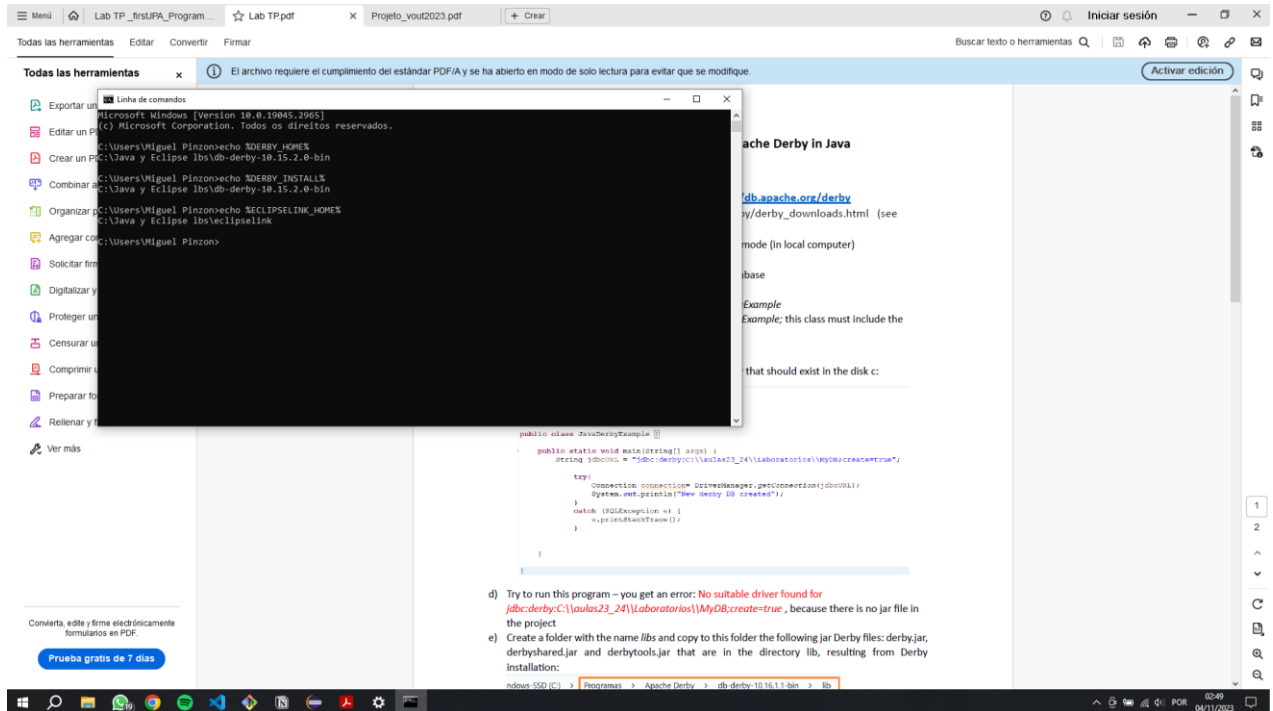 Menú
Lab TP _firstJPA_Program....
Lab TP.pdf
Projeto_vout2023.pdf
+ Crear
Iniciar sesión
Todas las herramientas
Editar
Convertir
Firmar
Buscar texto o herramientas
Todas las herramientas
El archivo requiere el cumplimiento del estándar PDF/A y se ha abierto en modo de solo lectura para evitar que se modifique.
Activar edición
Exportar un
Editar un P
Crear un PD
Combinar a
Organizar p
Agregar co
Solicitar firm
Digitalizar y
Proteger un
Censurar u
Comprimir u
Preparar fo
Rellenar y f
Ver más
Convierta, edite y firme electrónicamente
formularios en PDF.
Prueba gratis de 7 días
Linha de comandos
Microsoft Windows [Version 10.0.19045.2965]
(c) Microsoft Corporation. Todos os direitos reservados.
C:\Users\Miguel Pinzon>echo %DERBY_HOME%
C:\Java y Eclipse lbs\db-derby-10.15.2.0-bin
C:\Users\Miguel Pinzon>echo %DERBY_INSTALL%
C:\Java y Eclipse lbs\db-derby-10.15.2.0-bin
C:\Users\Miguel Pinzon>echo %ECLIPSELINK_HOME%
C:\Java y Eclipse lbs\eclipselink
C:\Users\Miguel Pinzon>
ache Derby in Java
/db.apache.org/derby
by/derby_downloads.html (see
mode (in local computer)
base
Example
Example; this class must include the
that should exist in the disk c:
public class JavaDerbyExample {
public static void main(String[] args) {
String jdbcURL = "jdbc:derby:C:\\aulas23_24\\Laboratorios\\MyDB;create=true";
try{
Connection connection= DriverManager.getConnection(jdbcURL);
System.out.println("New derby DB created");
}
catch (SQLException e) {
e.printStackTrace();
}
}
}
d) Try to run this program – you get an error: No suitable driver found for
jdbc:derby:C:\\aulas23_24\\Laboratorios\\MyDB;create=true , because there is no jar file in
the project
e) Create a folder with the name libs and copy to this folder the following jar Derby files: derby.jar,
derbyshared.jar and derbytools.jar that are in the directory lib, resulting from Derby
installation:
ndows-SSD (C:) > Programas > Apache Derby > db-derby-10.16.1.1-bin > lib
1
2
19
POR
02:49
04/11/2023